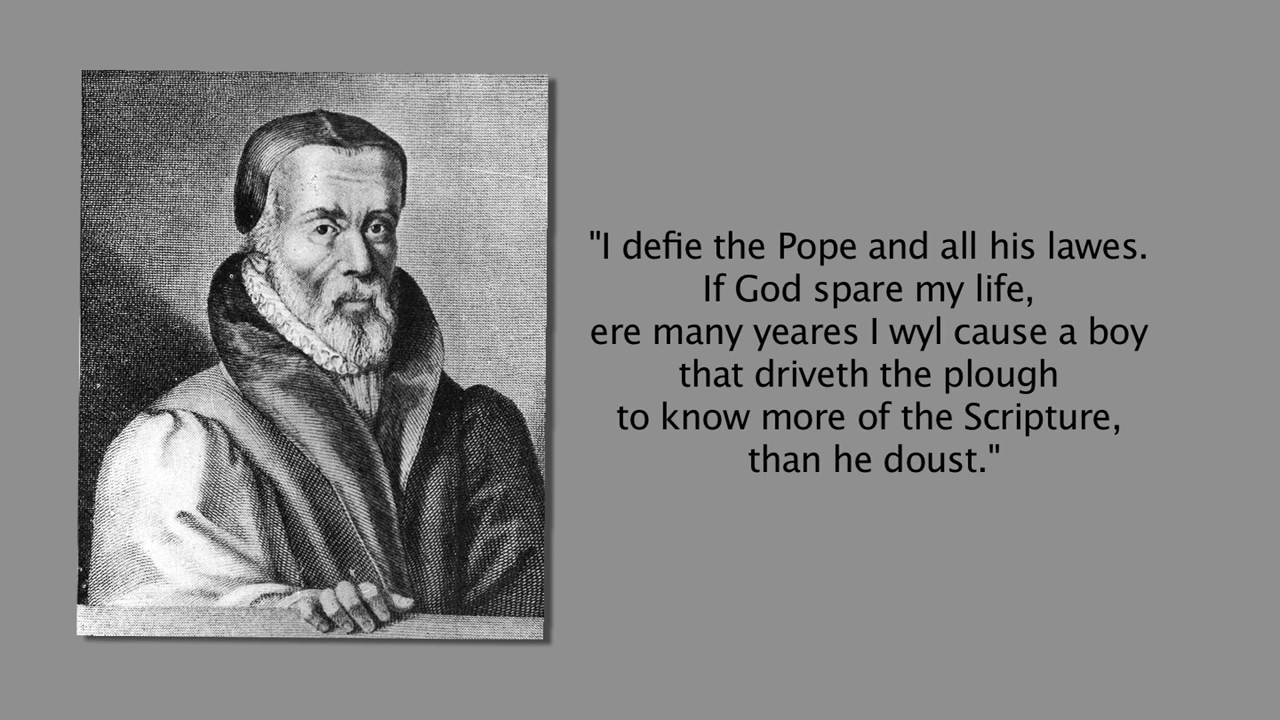 "I defie the Pope and all his lawes.
If God spare my life,
ere many yeares I wyl cause a boy
that driveth the plough
to know more of the Scripture,
than he doust."